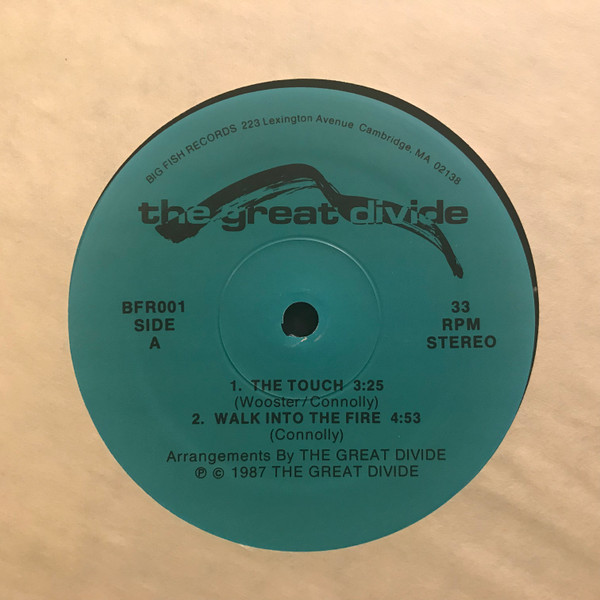 BIG FISH RECORDS 223 Lexington Avenue Cambridge, MA 02138
the great divide
BFR001
SIDE
A
33
RPM
STEREO
1. THE TOUCH 3:25
(Wooster/Connolly)
2. WALK INTO THE FIRE 4:53
(Connolly)
Arrangements By THE GREAT DIVIDE
℗ © 1987 THE GREAT DIVIDE